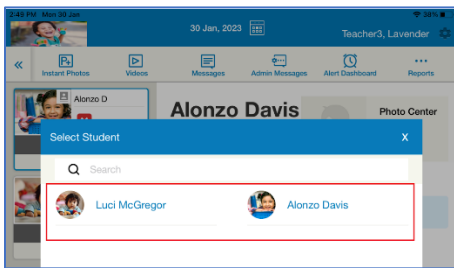 2:45 PM Mon 30 Jan
38%
30 Jan, 2023
Teacher3, Lavender
Instant Photos
Videos
Messages
Admin Messages
Alert Dashboard
Reports
Alonzo D
Alonzo Davis
Photo Center
Select Student
X
Search
Luci McGregor
Alonzo Davis